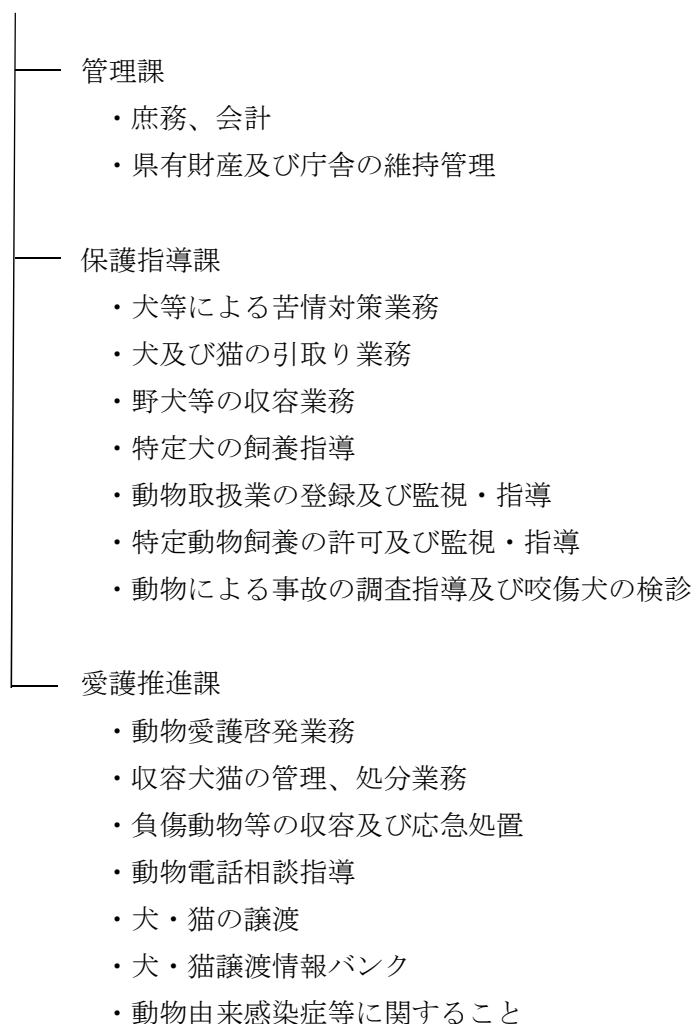 管理課
・庶務、会計
・県有財産及び庁舎の維持管理
保護指導課
・犬等による苦情対策業務
・犬及び猫の引取り業務
・野犬等の収容業務
・特定犬の飼養指導
・動物取扱業の登録及び監視・指導
・特定動物飼養の許可及び監視・指導
・動物による事故の調査指導及び咬傷犬の検診
愛護推進課
・動物愛護啓発業務
・収容犬猫の管理、処分業務
・負傷動物等の収容及び応急処置
・動物電話相談指導
・犬・猫の譲渡
・犬・猫譲渡情報バンク
・動物由来感染症等に関すること